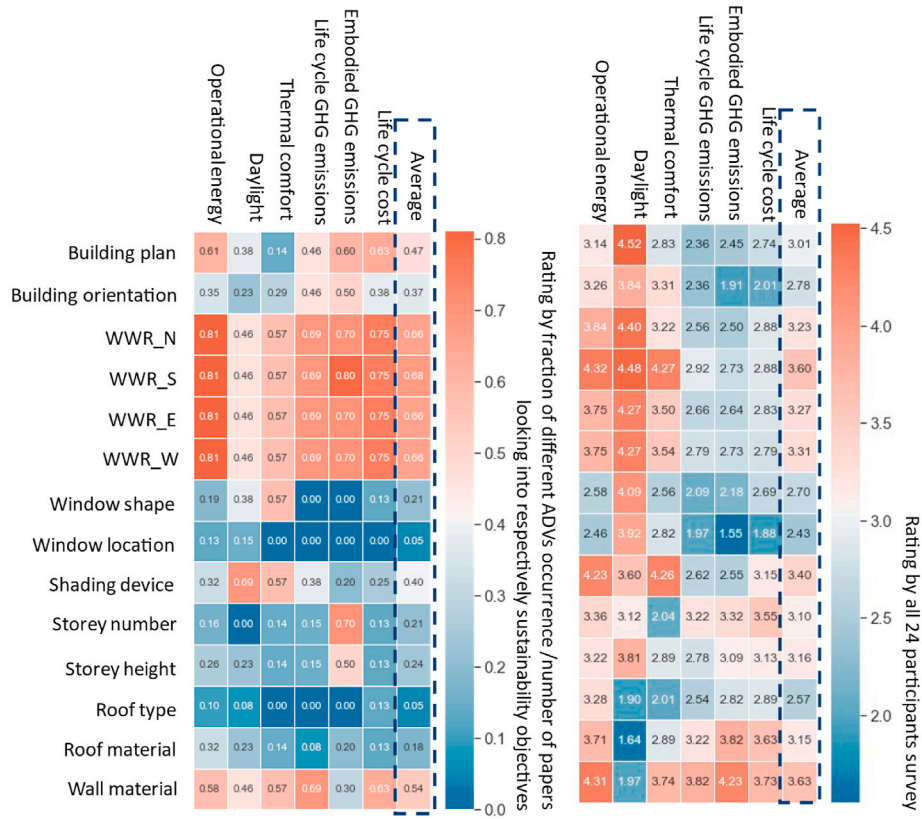 Operationalenergy Daylight Thermal comfort Life cycle GHG emissions Embodied GHG emissions Life cycle cost Average
Building plan 0.61 0.38 0.14 0.46 0.60 0.63 0.47
Building orientation 0.35 0.23 0.29 0.46 0.50 0.38 0.37
WWR_N 0.81 0.46 0.57 0.69 0.70 0.75 0.66
WWR_S 0.81 0.46 0.57 0.69 0.80 0.75 0.68
WWR_E 0.81 0.46 0.57 0.69 0.70 0.75 0.66
WWR_W 0.81 0.46 0.57 0.69 0.70 0.75 0.66
Window shape 0.19 0.38 0.57 0.00 0.00 0.13 0.21
Window location 0.13 0.15 0.00 0.00 0.00 0.00 0.05
Shading device 0.32 0.69 0.57 0.38 0.20 0.25 0.40
Storey number 0.16 0.00 0.14 0.15 0.70 0.13 0.21
Storey height 0.26 0.23 0.14 0.15 0.50 0.13 0.24
Roof type 0.10 0.08 0.00 0.00 0.00 0.13 0.05
Roof material 0.32 0.23 0.14 0.08 0.20 0.13 0.18
Wall material 0.58 0.46 0.57 0.69 0.30 0.63 0.54
0.8
0.7
0.6
0.5
0.4
0.3
0.2
0.1
0.0
Rating by fraction of different ADVs occurrence /number of papers
looking into respectively sustainability objectives
Operationalenergy Daylight Thermal comfort Life cycle GHG emissions Embodied GHG emissions Life cycle cost Average
3.14 4.52 2.83 2.36 2.45 2.74 3.01
3.26 3.84 3.31 2.36 1.91 2.01 2.78
3.84 4.40 3.22 2.56 2.50 2.88 3.23
4.32 4.48 4.27 2.92 2.73 2.88 3.60
3.75 4.27 3.50 2.66 2.64 2.83 3.27
3.75 4.27 3.54 2.79 2.73 2.79 3.31
2.58 4.09 2.56 2.09 2.18 2.69 2.70
2.46 3.92 2.82 1.97 1.55 1.88 2.43
4.23 3.60 4.26 2.62 2.55 3.15 3.40
3.36 3.12 2.04 3.22 3.32 3.55 3.10
3.22 3.81 2.89 2.78 3.09 3.13 3.16
3.28 1.90 2.01 2.54 2.82 2.89 2.57
3.71 1.64 2.89 3.22 3.82 3.63 3.15
4.31 1.97 3.74 3.82 4.23 3.73 3.63
4.5
4.0
3.5
3.0
2.5
2.0
Rating by all 24 participants survey